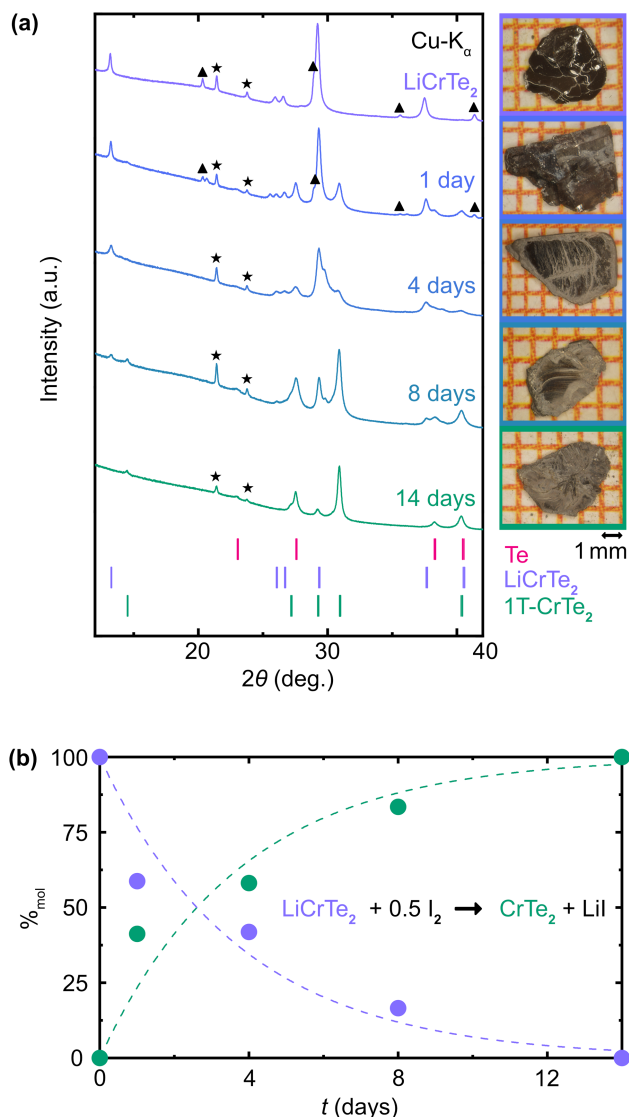 (a)
Cu-Kα
LiCrTe₂
1 day
4 days
8 days
14 days
Intensity (a.u.)
1 mm
Te
LiCrTe₂
1T-CrTe₂
20
30
40
2θ (deg.)
(b)
100
75
50
25
0
%mol
LiCrTe₂ + 0.5 I₂ → CrTe₂ + LiI
0
4
8
12
t (days)